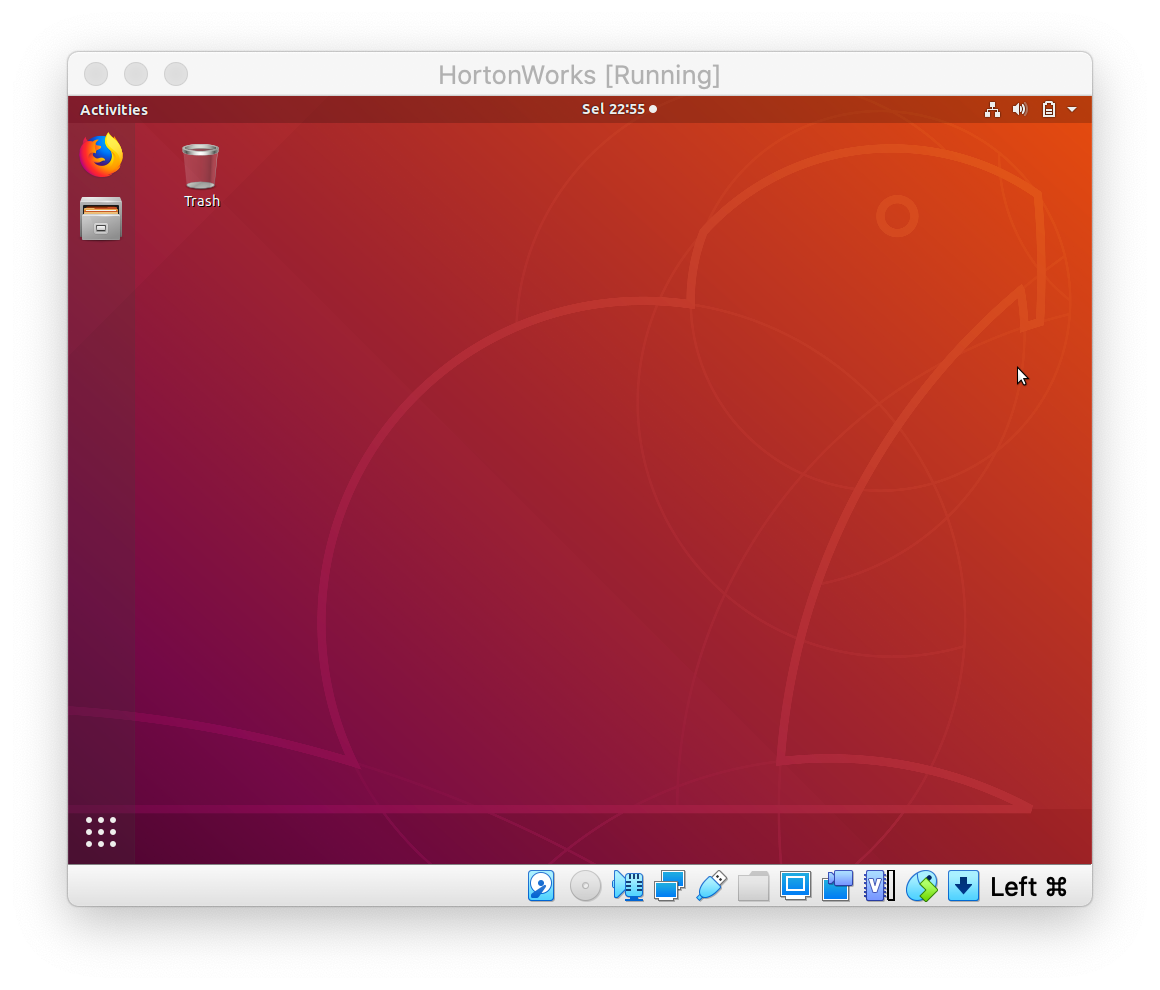 HortonWorks [Running]
Activities
Sel 22:55
Trash
V
Left ⌘